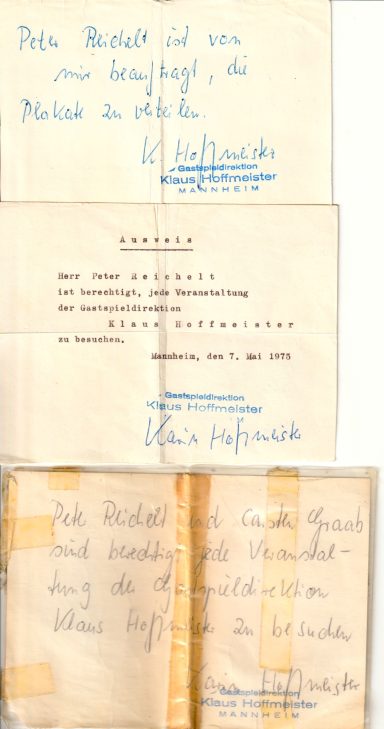 Peter Reichelt ist von
mir beauftragt, die
Plakate zu verteilen.
K. Hoffmeister
Gastspieldirektion
Klaus Hoffmeister
MANNHEIM
Ausweis
Herr Peter Reichelt
ist berechtigt, jede Veranstaltung
der Gastspieldirektion
Klaus Hoffmeister
zu besuchen.
Mannheim, den 7. Mai 1975
Gastspieldirektion
Klaus Hoffmeister
Karin Hoffmeister
Peter Reichelt und Carsten Graab
sind berechtigt jede Veranstal-
tung der Gastspieldirektion
Klaus Hoffmeister zu besuchen
Karin Hoffmeister
Gastspieldirektion
Klaus Hoffmeister
MANNHEIM